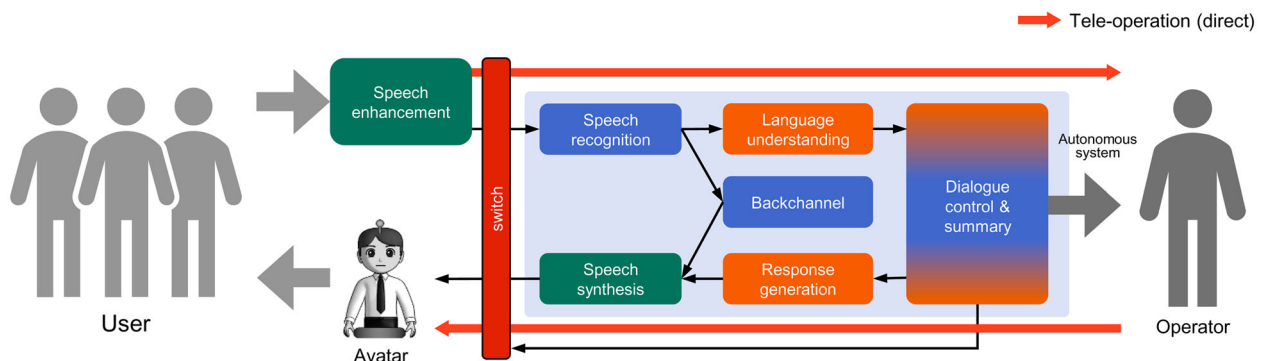 Tele-operation (direct)
Speech
enhancement
switch
Speech
recognition
Language
understanding
Backchannel
Dialogue
control &
summary
Autonomous
system
Speech
synthesis
Response
generation
User
Avatar
Operator